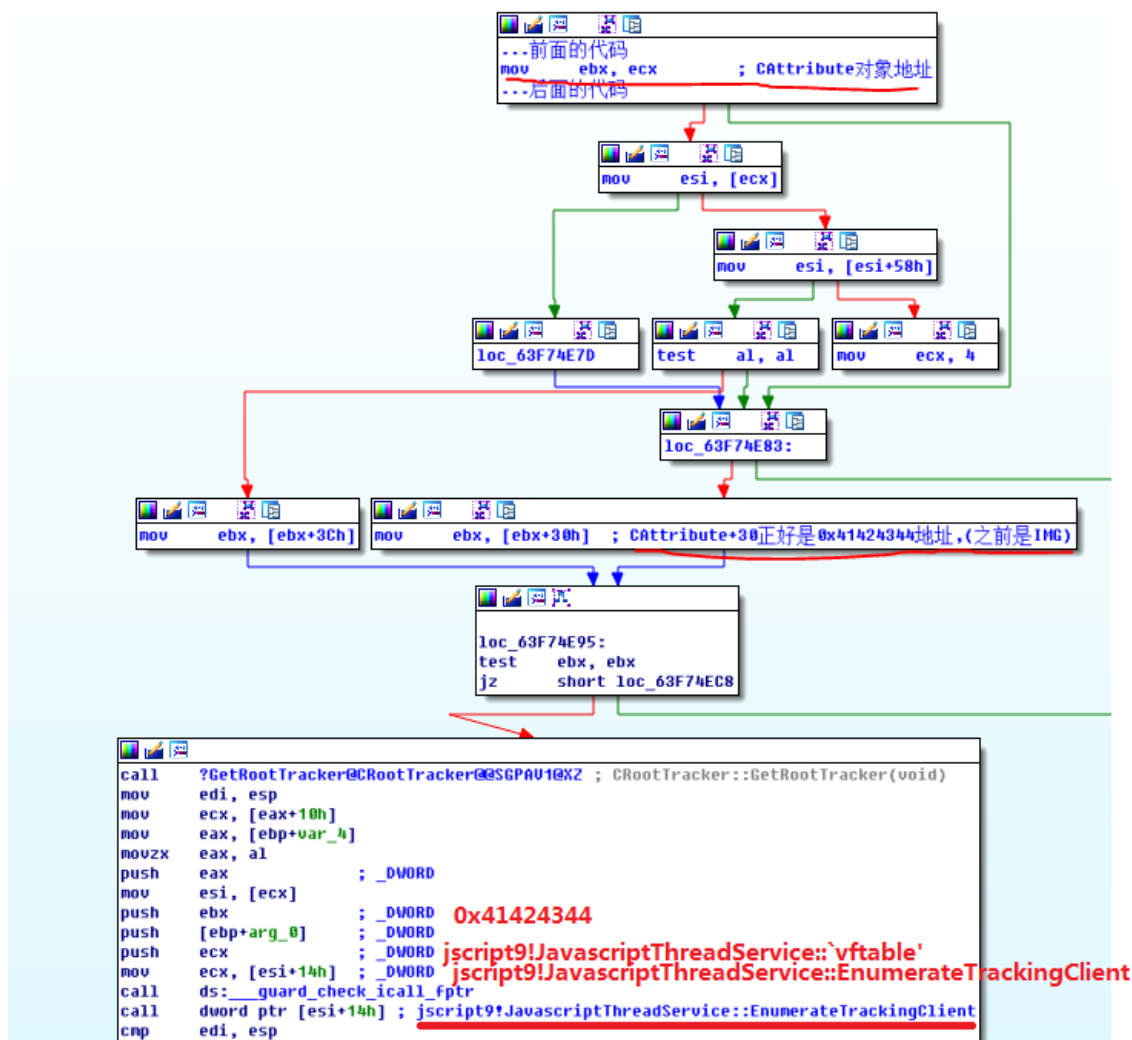 ...前面的代码
mov ebx, ecx ; CAttribute对象地址
...后面的代码
mov esi, [ecx]
mov esi, [esi+58h]
loc_63F74E7D
test al, al
mov ecx, 4
loc_63F74E83:
mov ebx, [ebx+3Ch]
mov ebx, [ebx+30h] ; CAttribute+30正好是0x41424344地址,(之前是IMG)
loc_63F74E95:
test ebx, ebx
jz short loc_63F74EC8
call ?GetRootTracker@CRootTracker@@SGPAV1@XZ ; CRootTracker::GetRootTracker(void)
mov edi, esp
mov ecx, [eax+10h]
mov eax, [ebp+var_4]
movzx eax, al
push eax ; _DWORD
mov esi, [ecx]
push ebx ; _DWORD 0x41424344
push [ebp+arg_0] ; _DWORD
push ecx ; _DWORD jscript9!JavascriptThreadService::`vftable'
mov ecx, [esi+14h] ; _DWORD jscript9!JavascriptThreadService::EnumerateTrackingClient
call ds:___guard_check_icall_fptr
call dword ptr [esi+14h] ; jscript9!JavascriptThreadService::EnumerateTrackingClient
cmp edi, esp